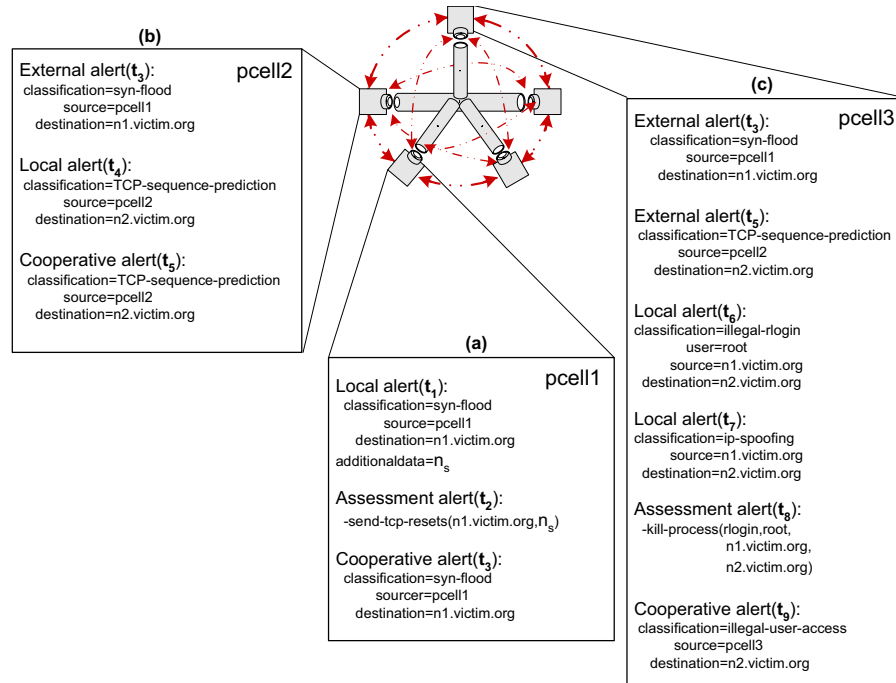 (b)
pcell2
External alert(t3):
classification=syn-flood
source=pcell1
destination=n1.victim.org
Local alert(t4):
classification=TCP-sequence-prediction
source=pcell2
destination=n2.victim.org
Cooperative alert(t5):
classification=TCP-sequence-prediction
source=pcell2
destination=n2.victim.org
(a)
pcell1
Local alert(t1):
classification=syn-flood
source=pcell1
destination=n1.victim.org
additionaldata=ns
Assessment alert(t2):
-send-tcp-resets(n1.victim.org,ns)
Cooperative alert(t3):
classification=syn-flood
sourcer=pcell1
destination=n1.victim.org
(c)
pcell3
External alert(t3):
classification=syn-flood
source=pcell1
destination=n1.victim.org
External alert(t5):
classification=TCP-sequence-prediction
source=pcell2
destination=n2.victim.org
Local alert(t6):
classification=illegal-rlogin
user=root
source=n1.victim.org
destination=n2.victim.org
Local alert(t7):
classification=ip-spoofing
source=n1.victim.org
destination=n2.victim.org
Assessment alert(t8):
-kill-process(rlogin,root,
n1.victim.org,
n2.victim.org)
Cooperative alert(t9):
classification=illegal-user-access
source=pcell3
destination=n2.victim.org